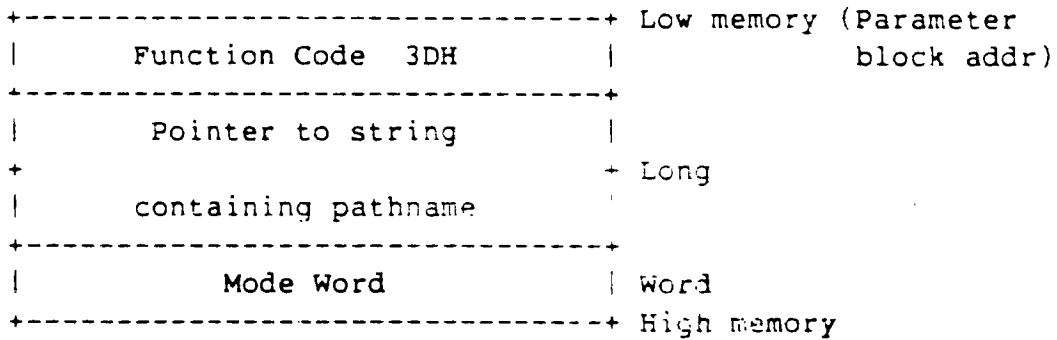 +--------------------------------+ Low memory (Parameter
| Function Code 3DH | block addr)
+--------------------------------+
| Pointer to string |
+ + Long
| containing pathname |
+--------------------------------+
| Mode Word | Word
+--------------------------------+ High memory